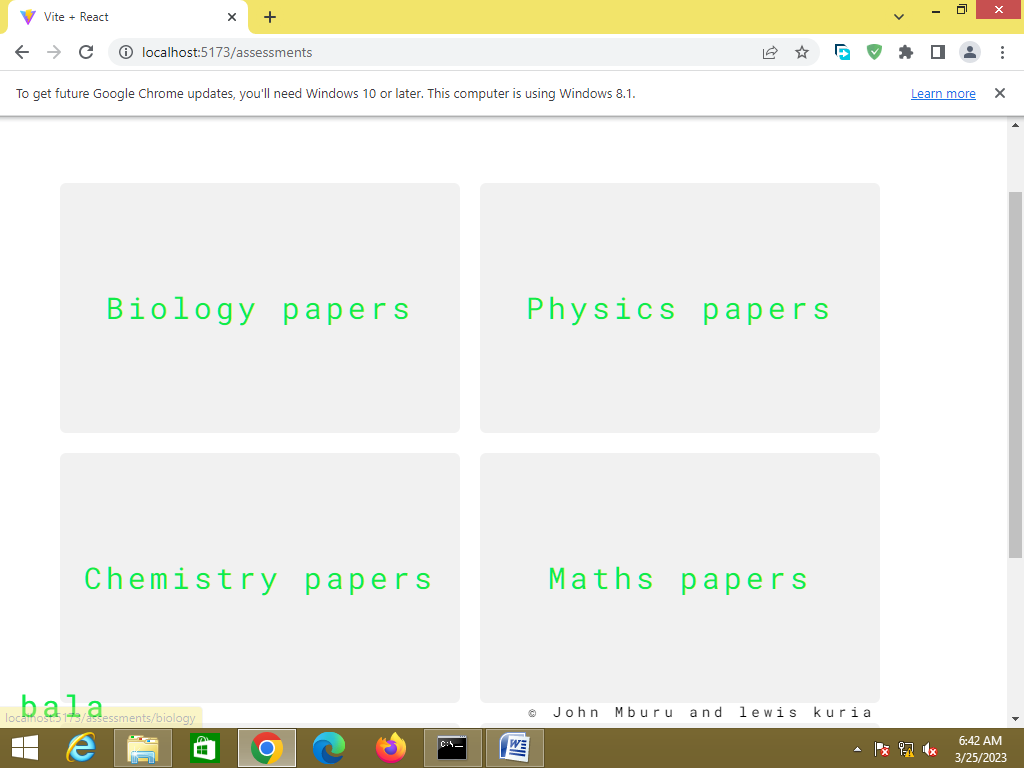 Vite + React
localhost:5173/assessments
To get future Google Chrome updates, you'll need Windows 10 or later. This computer is using Windows 8.1.
Learn more
Biology papers
Physics papers
Chemistry papers
Maths papers
bala
© John Mburu and lewis kuria
localhost:5173/assessments/biology
C:\_
6:42 AM
3/25/2023